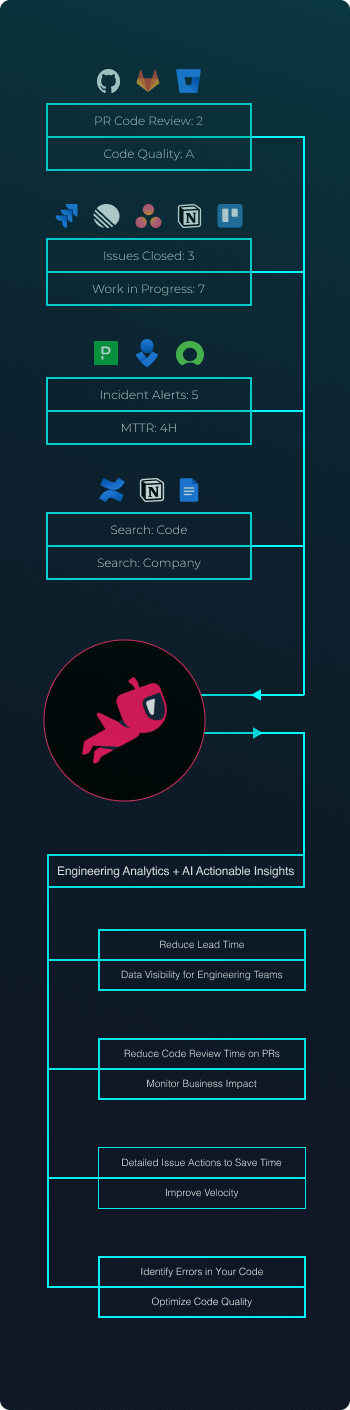 PR Code Review: 2
Code Quality: A
Issues Closed: 3
Work in Progress: 7
Incident Alerts: 5
MTTR: 4H
Search: Code
Search: Company
Engineering Analytics + AI Actionable Insights
Reduce Lead Time
Data Visibility for Engineering Teams
Reduce Code Review Time on PRs
Monitor Business Impact
Detailed Issue Actions to Save Time
Improve Velocity
Identify Errors in Your Code
Optimize Code Quality